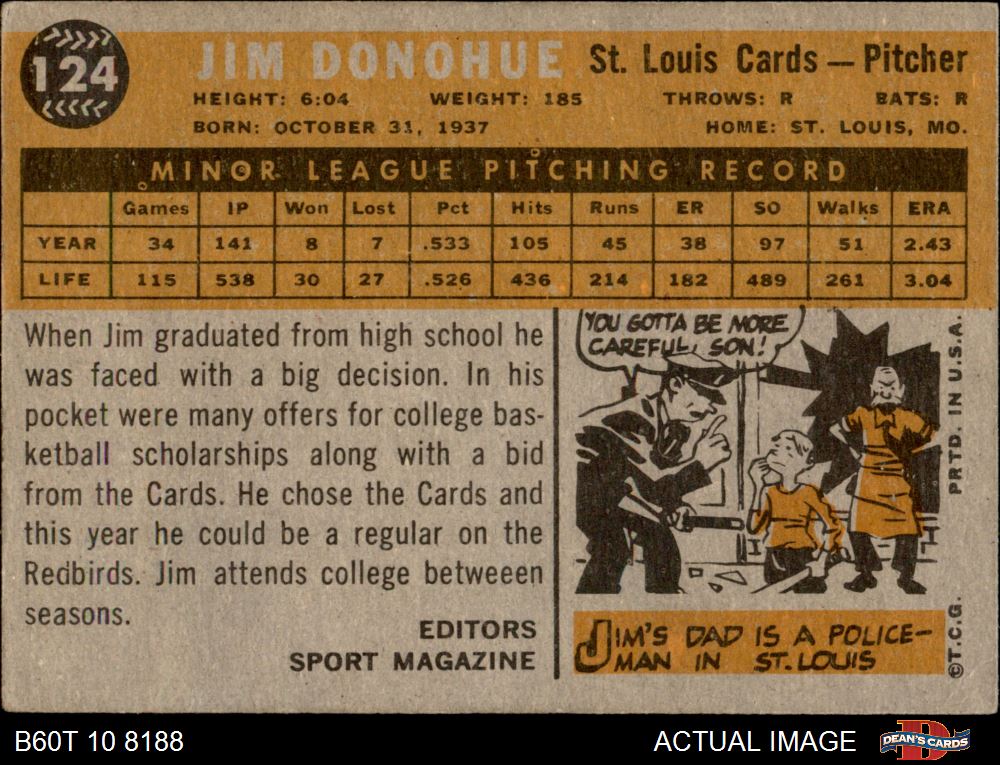 124
JIM DONOHUE St. Louis Cards — Pitcher
HEIGHT: 6:04 WEIGHT: 185 THROWS: R BATS: R
BORN: OCTOBER 31, 1937 HOME: ST. LOUIS, MO.
MINOR LEAGUE PITCHING RECORD
Games IP Won Lost Pct Hits Runs ER SO Walks ERA
YEAR 34 141 8 7 .533 105 45 38 97 51 2.43
LIFE 115 538 30 27 .526 436 214 182 489 261 3.04
When Jim graduated from high school he
was faced with a big decision. In his
pocket were many offers for college bas-
ketball scholarships along with a bid
from the Cards. He chose the Cards and
this year he could be a regular on the
Redbirds. Jim attends college betweeen
seasons.
EDITORS
SPORT MAGAZINE
YOU GOTTA BE MORE
CAREFUL, SON!
JIM'S DAD IS A POLICE-
MAN IN ST. LOUIS
©T.C.G. PRTD. IN U.S.A.
B60T 10 8188 ACTUAL IMAGE DEAN'S CARDS